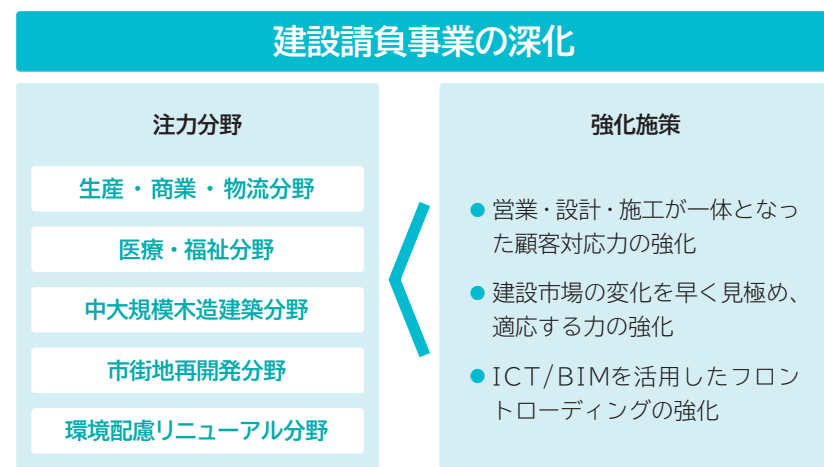 建設請負事業の深化
注力分野
生産・商業・物流分野
医療・福祉分野
中大規模木造建築分野
市街地再開発分野
環境配慮リニューアル分野
強化施策
● 営業・設計・施工が一体となっ
た顧客対応力の強化
● 建設市場の変化を早く見極め、
適応する力の強化
● ICT/BIMを活用したフロン
トローディングの強化